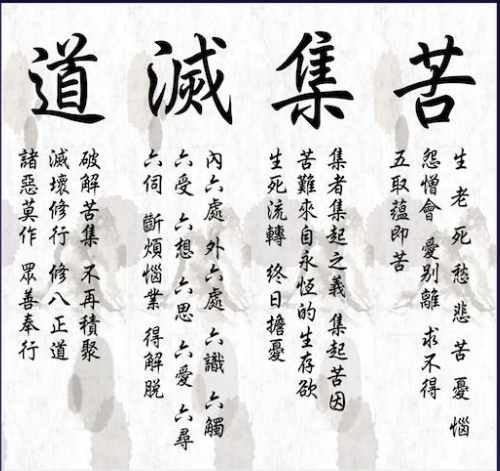 苦
生 老 死 愁 悲 苦 憂 惱
怨憎會 愛別離 求不得
五取蘊即苦
集
集者集起之義 集起苦因
苦難來自永恆的生存欲
生死流轉 終日擔憂
滅
內六處 外六處 六識 六觸
六受 六想 六思 六愛 六尋
六伺 斷煩惱業 得解脫
道
破解苦集 不再積聚
滅壞修行 修八正道
諸惡莫作 眾善奉行